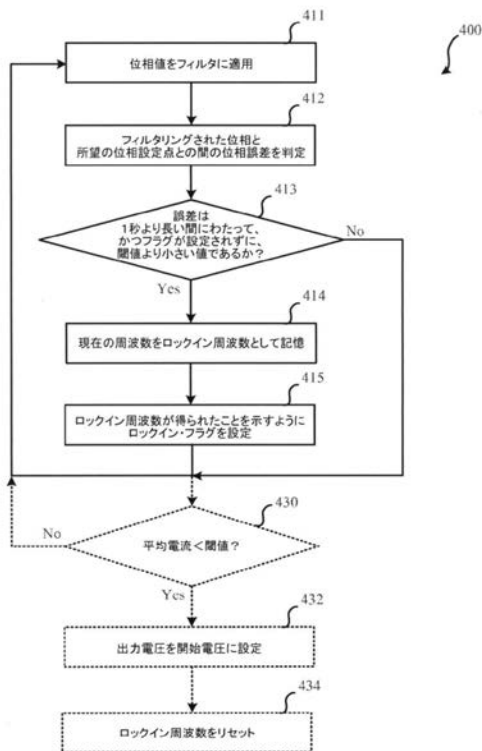 411
400
位相値をフィルタに適用
412
フィルタリングされた位相と
所望の位相設定点との間の位相誤差を判定
413
誤差は
1秒より長い間にわたって、
かつフラグが設定されずに、
閾値より小さい値であるか?
No
Yes
414
現在の周波数をロックイン周波数として記憶
415
ロックイン周波数が得られたことを示すように
ロックイン・フラグを設定
430
No
平均電流<閾値?
Yes
432
出力電圧を開始電圧に設定
434
ロックイン周波数をリセット